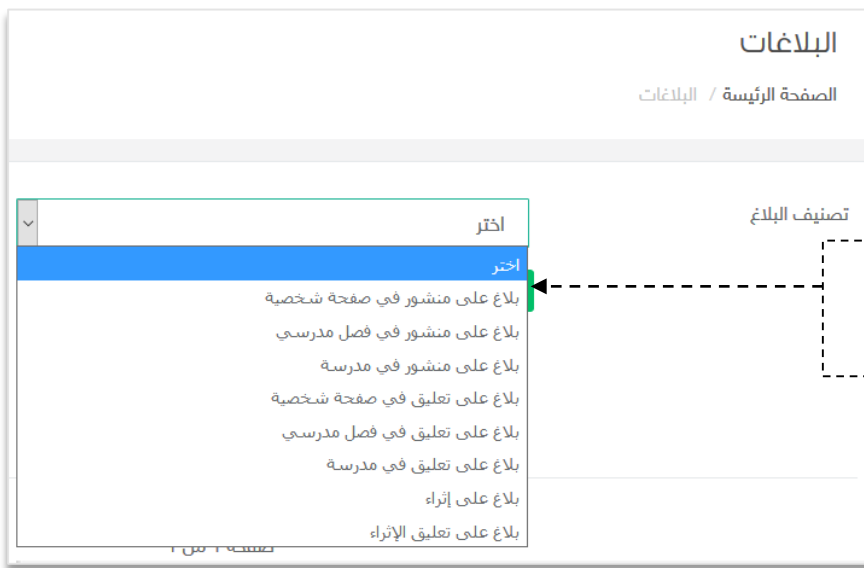 البلاغات
الصفحة الرئيسة / البلاغات
تصنيف البلاغ
اختر
اختر
بلاغ على منشور في صفحة شخصية
بلاغ على منشور في فصل مدرسي
بلاغ على منشور في مدرسة
بلاغ على تعليق في صفحة شخصية
بلاغ على تعليق في فصل مدرسي
بلاغ على تعليق في مدرسة
بلاغ على إثراء
بلاغ على تعليق الإثراء